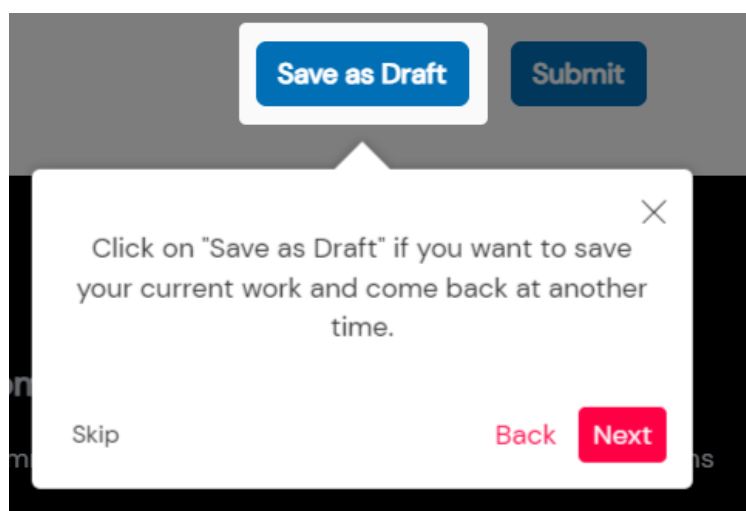 Save as Draft Submit
Click on "Save as Draft" if you want to save
your current work and come back at another
time.
Skip Back Next